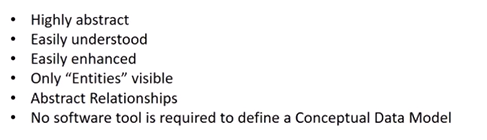 • Highly abstract
• Easily understood
• Easily enhanced
• Only “Entities” visible
• Abstract Relationships
• No software tool is required to define a Conceptual Data Model